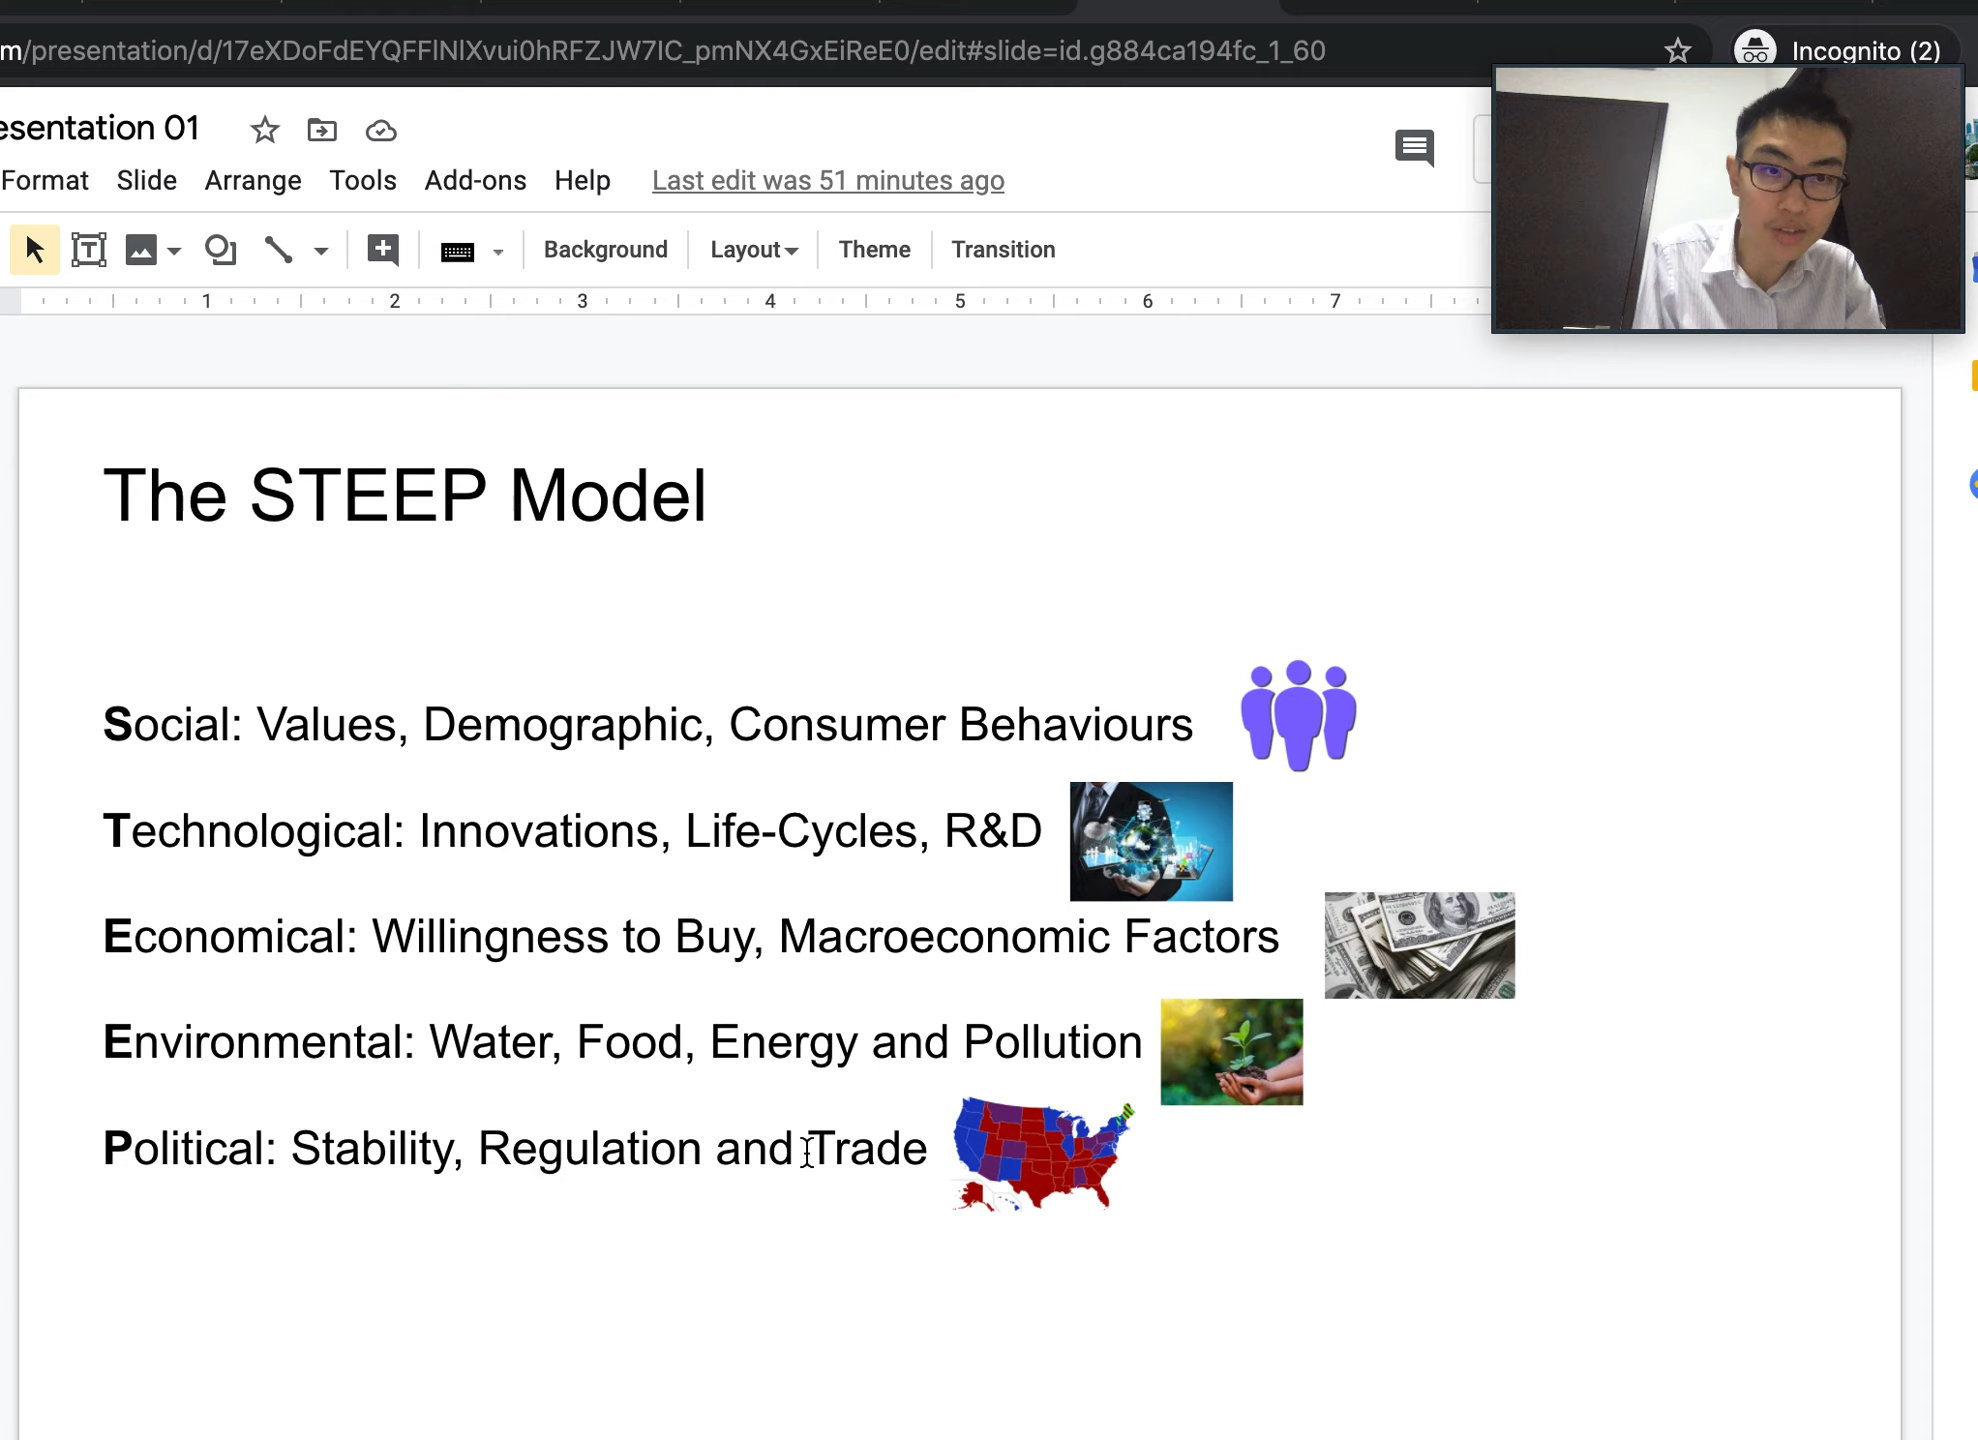 m/presentation/d/17eXDoFdEYQFFlNlXvui0hRFZJW7IC_pmNX4GxEiReE0/edit#slide=id.g884ca194fc_1_60
Incognito (2)
esentation 01
Format Slide Arrange Tools Add-ons Help Last edit was 51 minutes ago
Background Layout Theme Transition
1 2 3 4 5 6 7
The STEEP Model
Social: Values, Demographic, Consumer Behaviours
Technological: Innovations, Life-Cycles, R&D
Economical: Willingness to Buy, Macroeconomic Factors
Environmental: Water, Food, Energy and Pollution
Political: Stability, Regulation and Trade